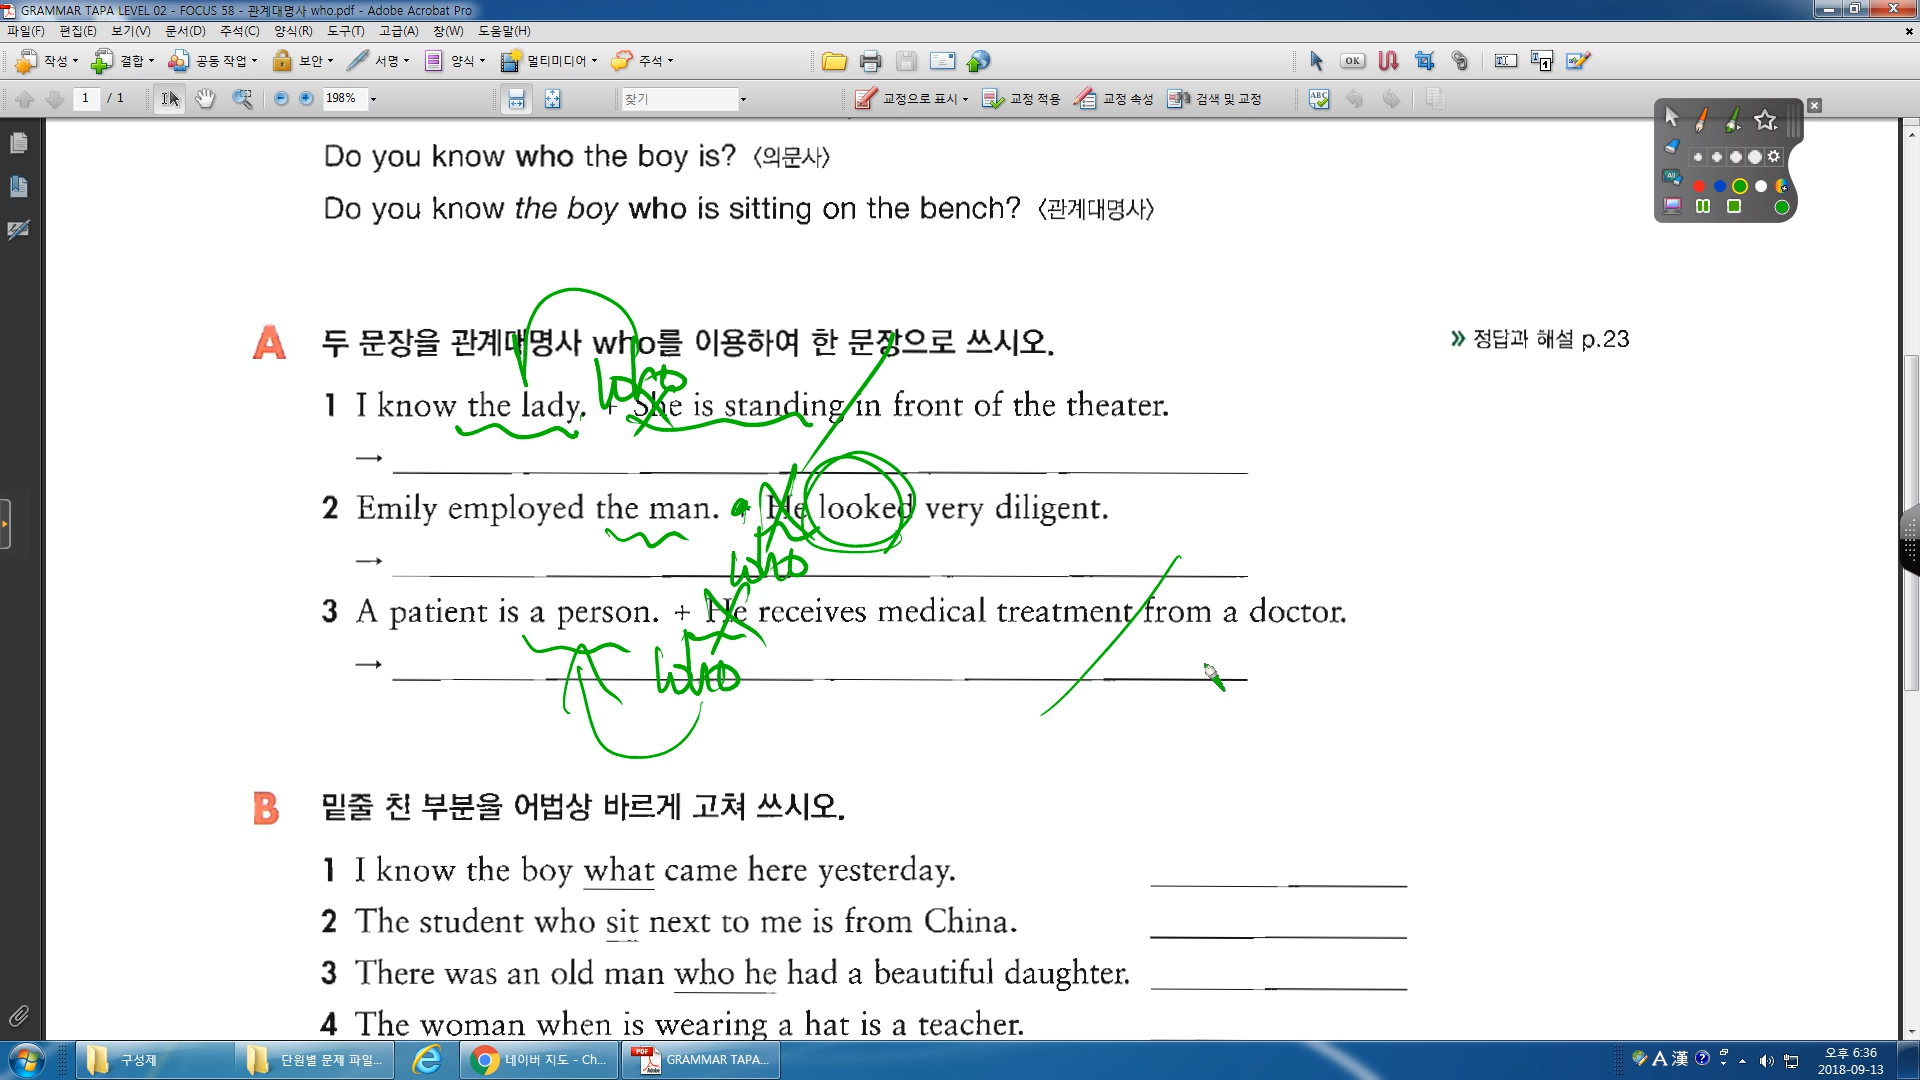 GRAMMAR TAPA LEVEL 02 - FOCUS 58 - 관계대명사 who.pdf - Adobe Acrobat Pro
파일(F) 편집(E) 보기(V) 문서(D) 주석(C) 양식(R) 도구(T) 고급(A) 창(W) 도움말(H)
작성 결합 공동 작업 보안 서명 양식 멀티미디어 주석 OK
1 / 1 198% 찾기 교정으로 표시 교정 적용 교정 속성 검색 및 교정 ABC
Do you know who the boy is? 〈의문사〉
Do you know the boy who is sitting on the bench? 〈관계대명사〉
A 두 문장을 관계대명사 who를 이용하여 한 문장으로 쓰시오.
» 정답과 해설 p.23
who
1 I know the lady. + She is standing in front of the theater.
→
2 Emily employed the man. + He looked very diligent.
→
who
3 A patient is a person. + He receives medical treatment from a doctor.
→
who
B 밑줄 친 부분을 어법상 바르게 고쳐 쓰시오.
1 I know the boy what came here yesterday.
2 The student who sit next to me is from China.
3 There was an old man who he had a beautiful daughter.
4 The woman when is wearing a hat is a teacher.
구성제 단원별 문제 파일... 네이버 지도 - Ch... GRAMMAR TAPA... A 漢 오후 6:36
2018-09-13